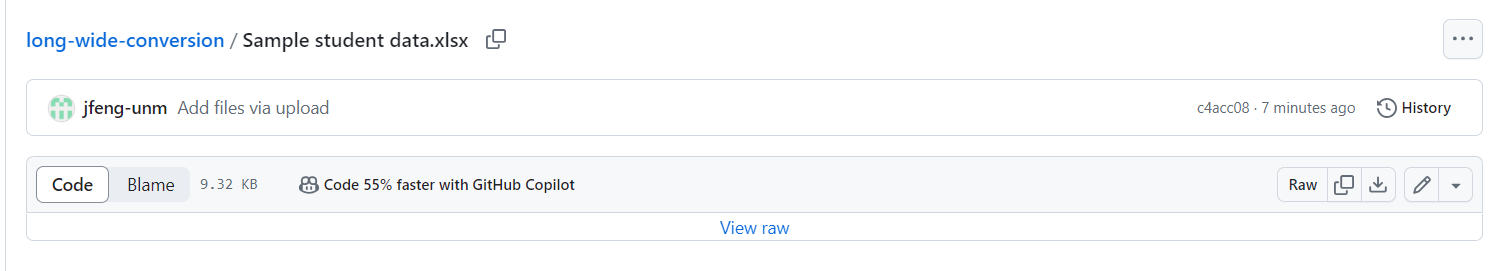 long-wide-conversion / Sample student data.xlsx
jfeng-unm Add files via upload c4acc08 · 7 minutes ago History
Code Blame 9.32 KB Code 55% faster with GitHub Copilot Raw
View raw